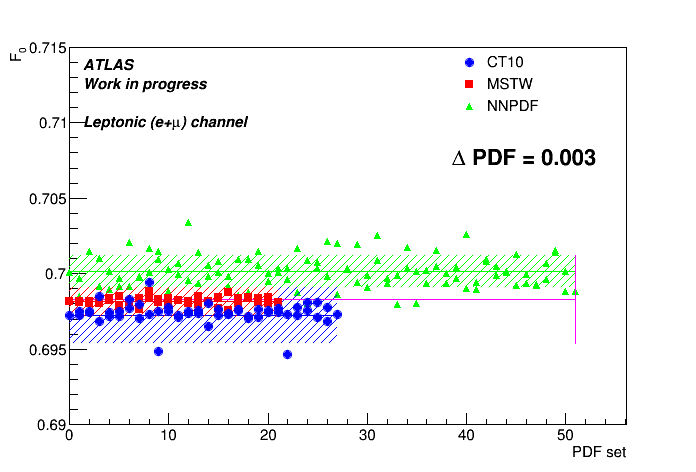 F0
0.715
ATLAS
Work in progress
Leptonic (e+μ) channel
CT10
MSTW
NNPDF
Δ PDF = 0.003
0.71
0.705
0.7
0.695
0.69
0 10 20 30 40 50
PDF set